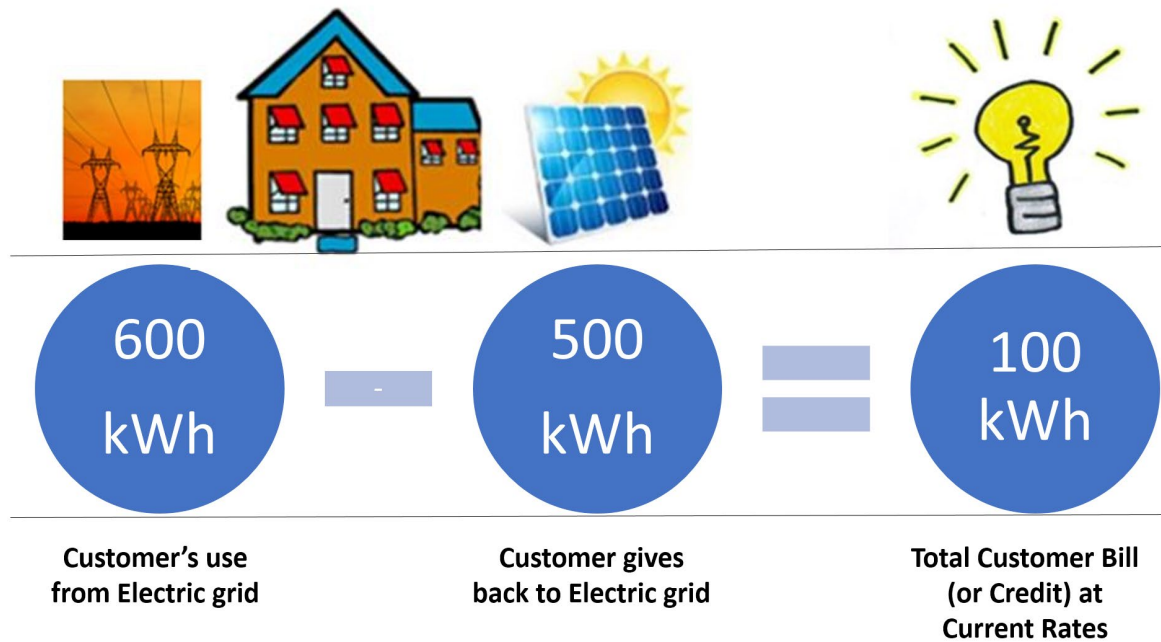 600
kWh
-
500
kWh
100
kWh
Customer’s use
from Electric grid
Customer gives
back to Electric grid
Total Customer Bill
(or Credit) at
Current Rates